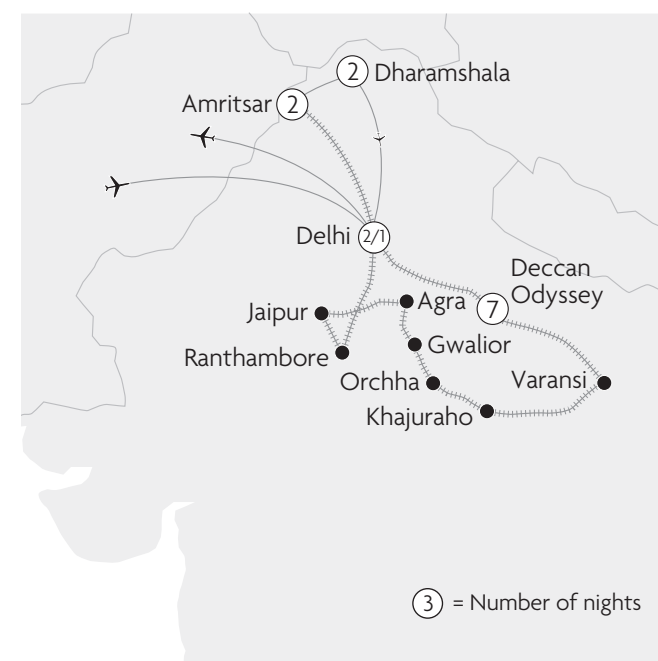 2 Dharamshala
Amritsar 2
Delhi 2/1
Deccan
Odyssey
7
Jaipur
Agra
Ranthambore
Gwalior
Orchha
Varansi
Khajuraho
3 = Number of nights